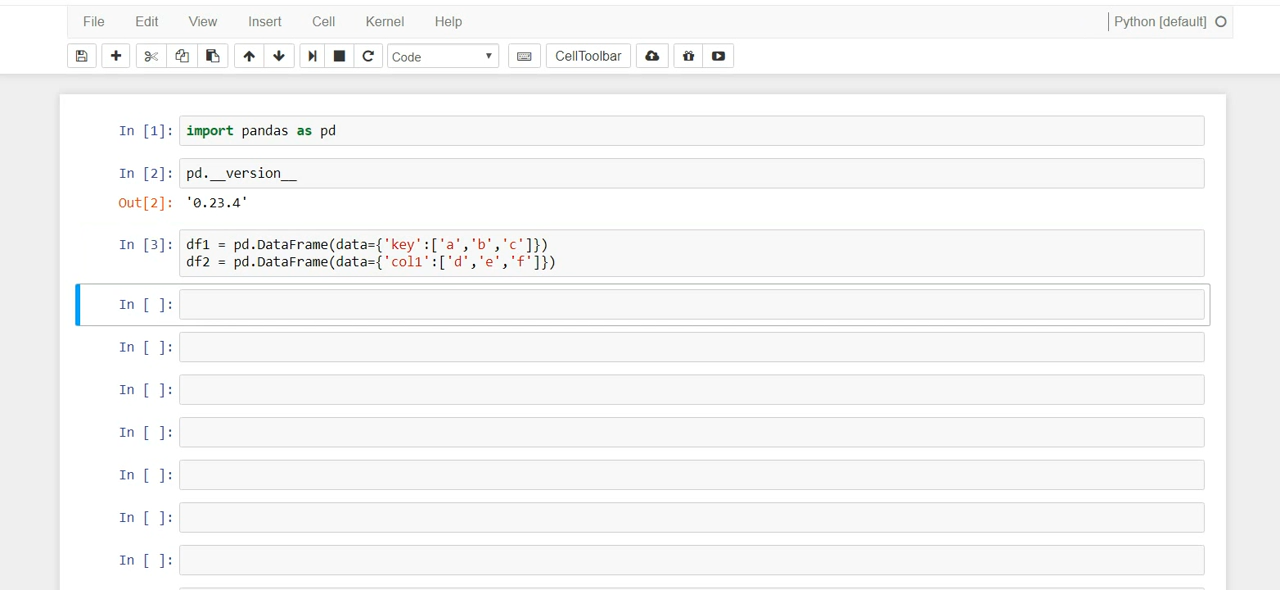 File Edit View Insert Cell Kernel Help Python [default]
Code CellToolbar
In [1]: import pandas as pd
In [2]: pd.__version__
Out[2]: '0.23.4'
In [3]: df1 = pd.DataFrame(data={'key':['a','b','c']})
df2 = pd.DataFrame(data={'col1':['d','e','f']})
In [ ]:
In [ ]:
In [ ]:
In [ ]:
In [ ]:
In [ ]:
In [ ]: